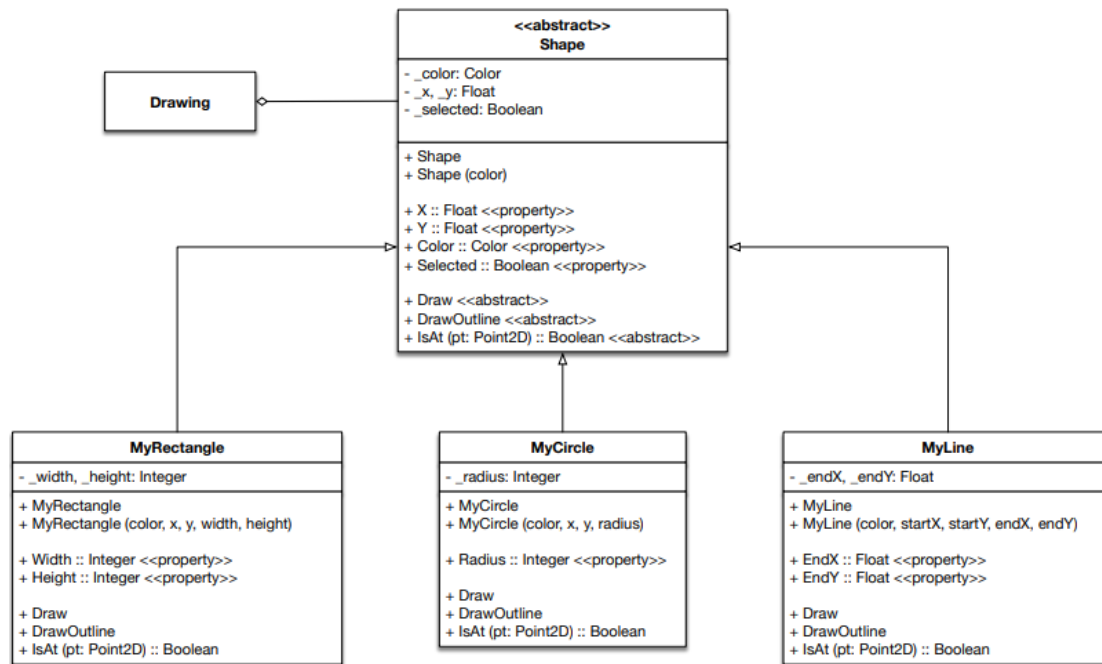 <<abstract>>
Shape
- _color: Color
- _x, _y: Float
- _selected: Boolean
+ Shape
+ Shape (color)
+ X :: Float <<property>>
+ Y :: Float <<property>>
+ Color :: Color <<property>>
+ Selected :: Boolean <<property>>
+ Draw <<abstract>>
+ DrawOutline <<abstract>>
+ IsAt (pt: Point2D) :: Boolean <<abstract>>
Drawing
MyRectangle
- _width, _height: Integer
+ MyRectangle
+ MyRectangle (color, x, y, width, height)
+ Width :: Integer <<property>>
+ Height :: Integer <<property>>
+ Draw
+ DrawOutline
+ IsAt (pt: Point2D) :: Boolean
MyCircle
- _radius: Integer
+ MyCircle
+ MyCircle (color, x, y, radius)
+ Radius :: Integer <<property>>
+ Draw
+ DrawOutline
+ IsAt (pt: Point2D) :: Boolean
MyLine
- _endX, _endY: Float
+ MyLine
+ MyLine (color, startX, startY, endX, endY)
+ EndX :: Float <<property>>
+ EndY :: Float <<property>>
+ Draw
+ DrawOutline
+ IsAt (pt: Point2D) :: Boolean